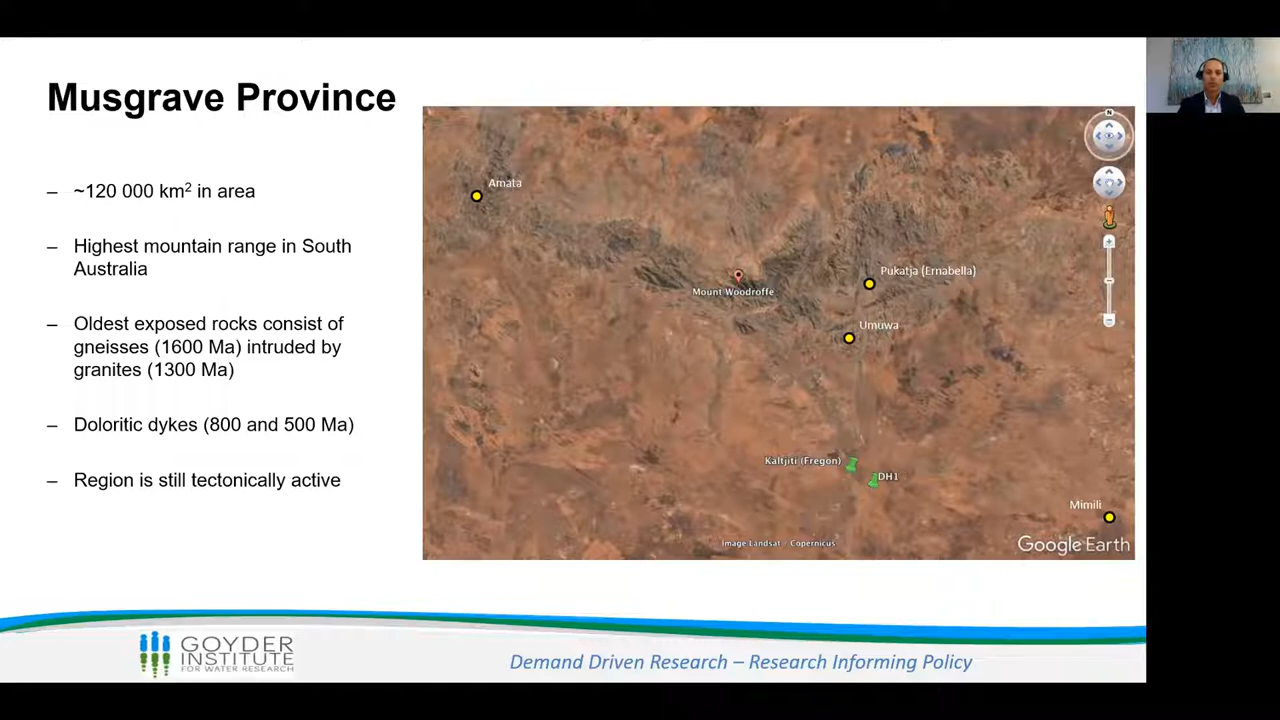 Musgrave Province
– ~120 000 km² in area
– Highest mountain range in South
Australia
– Oldest exposed rocks consist of
gneisses (1600 Ma) intruded by
granites (1300 Ma)
– Doloritic dykes (800 and 500 Ma)
– Region is still tectonically active
N
Amata
Pukatja (Ernabella)
Mount Woodroffe
Umuwa
Kaltjiti (Fregon)
DH1
Mimili
Image Landsat / Copernicus
Google Earth
GOYDER
INSTITUTE
FOR WATER RESEARCH
Demand Driven Research – Research Informing Policy